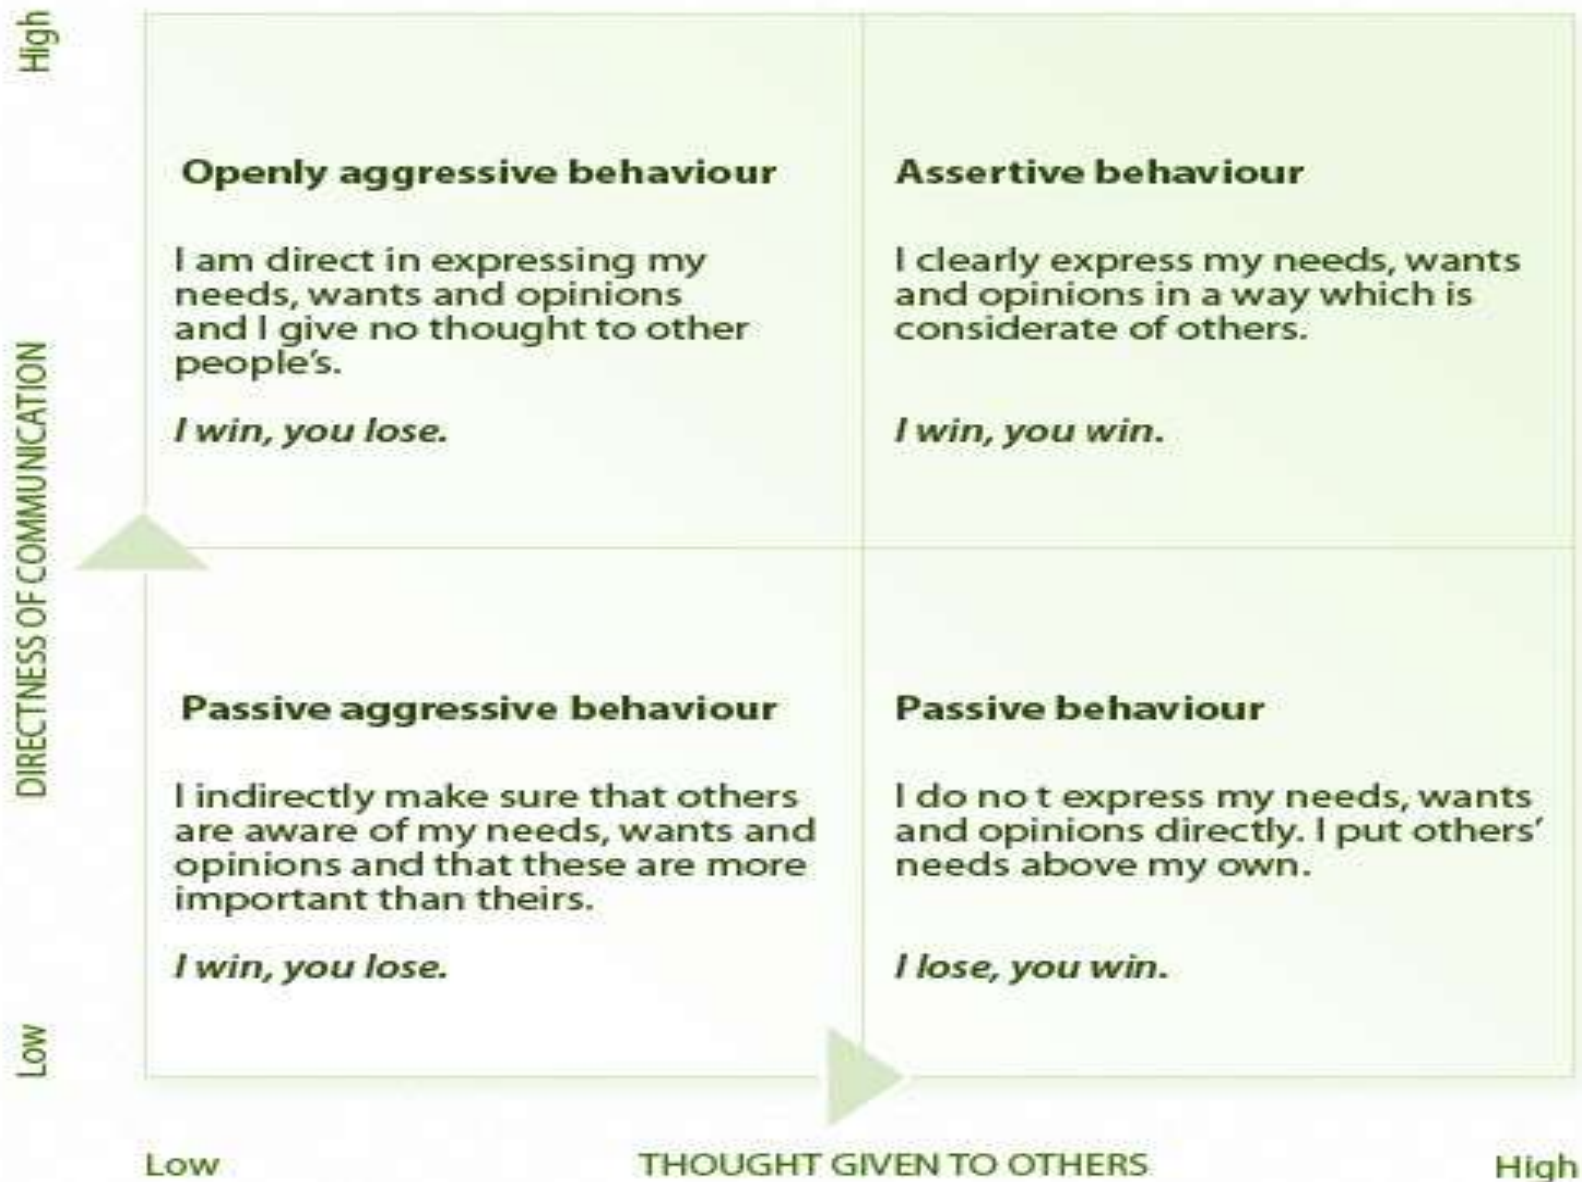 High
DIRECTNESS OF COMMUNICATION
Low
Openly aggressive behaviour
I am direct in expressing my
needs, wants and opinions
and I give no thought to other
people's.
I win, you lose.
Assertive behaviour
I clearly express my needs, wants
and opinions in a way which is
considerate of others.
I win, you win.
Passive aggressive behaviour
I indirectly make sure that others
are aware of my needs, wants and
opinions and that these are more
important than theirs.
I win, you lose.
Passive behaviour
I do no t express my needs, wants
and opinions directly. I put others'
needs above my own.
I lose, you win.
Low
THOUGHT GIVEN TO OTHERS
High